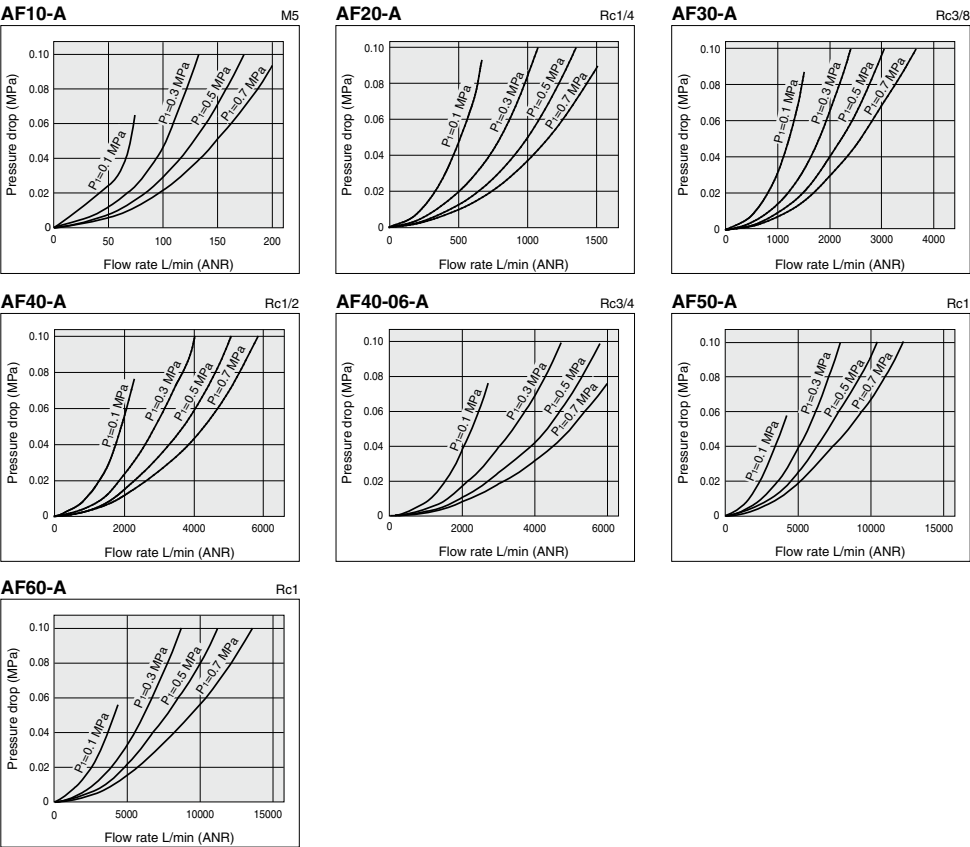 AF10-A M5
Pressure drop (MPa)
0.10
0.08
0.06
0.04
0.02
0
P1=0.1 MPa
P1=0.3 MPa
P1=0.5 MPa
P1=0.7 MPa
0 50 100 150 200
Flow rate L/min (ANR)
AF20-A Rc1/4
Pressure drop (MPa)
0.10
0.08
0.06
0.04
0.02
0
P1=0.1 MPa
P1=0.3 MPa
P1=0.5 MPa
P1=0.7 MPa
0 500 1000 1500
Flow rate L/min (ANR)
AF30-A Rc3/8
Pressure drop (MPa)
0.10
0.08
0.06
0.04
0.02
0
P1=0.1 MPa
P1=0.3 MPa
P1=0.5 MPa
P1=0.7 MPa
0 1000 2000 3000 4000
Flow rate L/min (ANR)
AF40-A Rc1/2
Pressure drop (MPa)
0.10
0.08
0.06
0.04
0.02
0
P1=0.1 MPa
P1=0.3 MPa
P1=0.5 MPa
P1=0.7 MPa
0 2000 4000 6000
Flow rate L/min (ANR)
AF40-06-A Rc3/4
Pressure drop (MPa)
0.10
0.08
0.06
0.04
0.02
0
P1=0.1 MPa
P1=0.3 MPa
P1=0.5 MPa
P1=0.7 MPa
0 2000 4000 6000
Flow rate L/min (ANR)
AF50-A Rc1
Pressure drop (MPa)
0.10
0.08
0.06
0.04
0.02
0
P1=0.1 MPa
P1=0.3 MPa
P1=0.5 MPa
P1=0.7 MPa
0 5000 10000 15000
Flow rate L/min (ANR)
AF60-A Rc1
Pressure drop (MPa)
0.10
0.08
0.06
0.04
0.02
0
P1=0.1 MPa
P1=0.3 MPa
P1=0.5 MPa
P1=0.7 MPa
0 5000 10000 15000
Flow rate L/min (ANR)